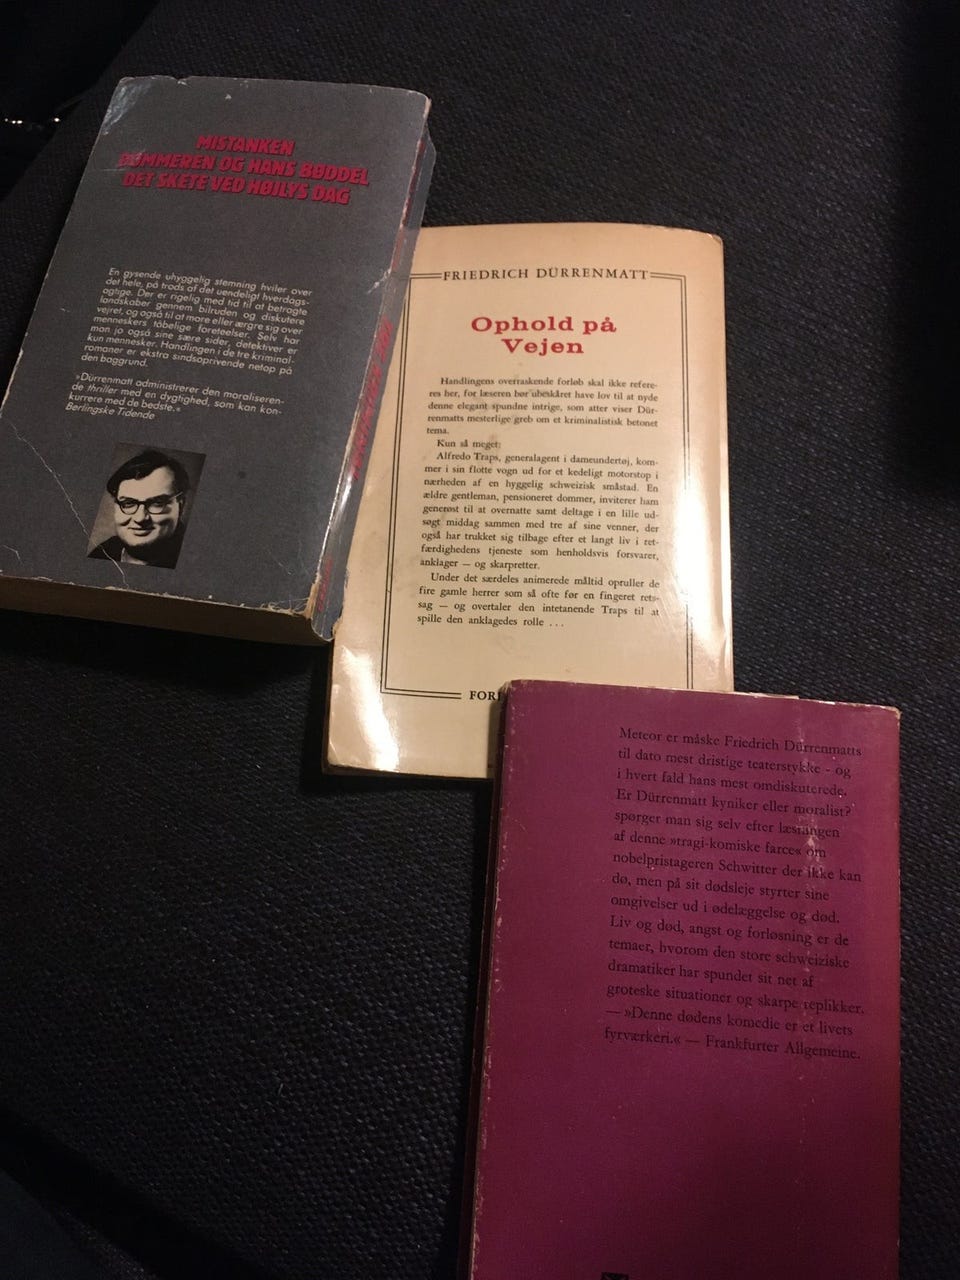 MISTANKEN
DOMMEREN OG HANS BØDDEL
DET SKETE VED HØJLYS DAG
En gysende uhyggelig stemning hviler over
det hele, på trods af det uendeligt hverdags-
agtige. Der er rigelig med tid til at betragte
landskaber gennem bilruden og diskutere
vejret, og også til at more eller ærgre sig over
menneskers tåbelige foreteelser. Selv har
man jo også sine sære sider, detektiver er
kun mennesker. Handlingen i de tre kriminal-
romaner er ekstra sindsoprivende netop på
den baggrund.
»Dürrenmatt administrerer den moraliseren-
de thriller med en dygtighed, som kan kon-
kurrere med de bedste.«
Berlingske Tidende
FRIEDRICH DÜRRENMATT
Ophold på
Vejen
Handlingens overraskende forløb skal ikke refere-
res her, for læseren bør ubeskåret have lov til at nyde
denne elegant spundne intrige, som atter viser Dür-
renmatts mesterlige greb om et kriminalistisk betonet
tema.
Kun så meget:
Alfredo Traps, generalagent i dameundertøj, kom-
mer i sin flotte vogn ud for et kedeligt motorstop i
nærheden af en hyggelig schweizisk småstad. En
ældre gentleman, pensioneret dommer, inviterer ham
generøst til at overnatte samt deltage i en lille ud-
søgt middag sammen med tre af sine venner, der
også har trukket sig tilbage efter et langt liv i ret-
færdighedens tjeneste som henholdsvis forsvarer,
anklager — og skarpretter.
Under det særdeles animerede måltid opruller de
fire gamle herrer som så ofte før en fingeret rets-
sag — og overtaler den intetanende Traps til at
spille den anklagedes rolle . . .
FOR
Meteor er måske Friedrich Dürrenmatts
til dato mest dristige teaterstykke - og
i hvert fald hans mest omdiskuterede.
Er Dürrenmatt kyniker eller moralist?
spørger man sig selv efter læsningen
af denne »tragi-komiske farce« om
nobelpristageren Schwitter der ikke kan
dø, men på sit dødsleje styrter sine
omgivelser ud i ødelæggelse og død.
Liv og død, angst og forløsning er de
temaer, hvorom den store schweiziske
dramatiker har spundet sit net af
groteske situationer og skarpe replikker.
— »Denne dødens komedie er et livets
fyrværkeri.« — Frankfurter Allgemeine.